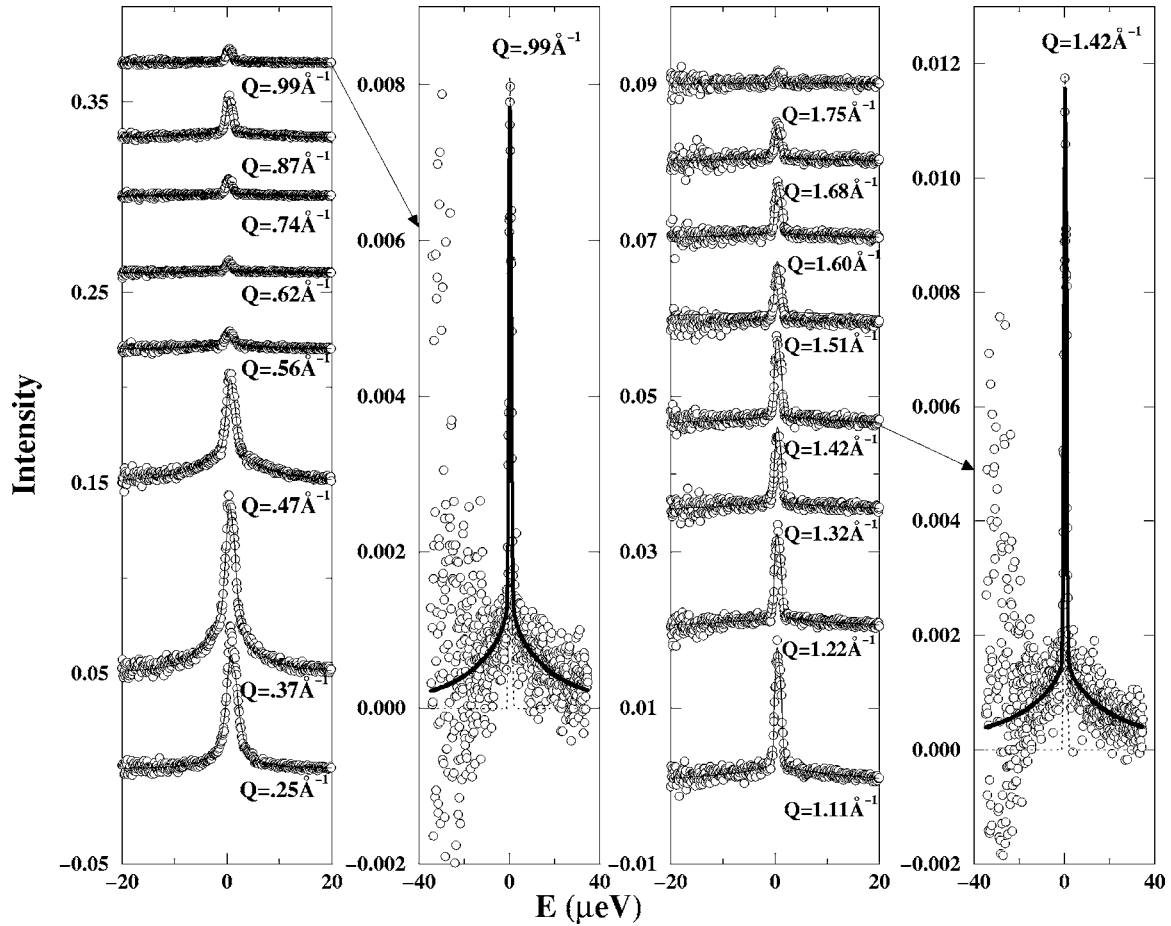 Intensity
0.35
0.25
0.15
0.05
−0.05
Q=.99Å⁻¹
Q=.87Å⁻¹
Q=.74Å⁻¹
Q=.62Å⁻¹
Q=.56Å⁻¹
Q=.47Å⁻¹
Q=.37Å⁻¹
Q=.25Å⁻¹
−20 0 20
Q=.99Å⁻¹
0.008
0.006
0.004
0.002
0.000
−0.002
−40 0 40
0.09
0.07
0.05
0.03
0.01
−0.01
Q=1.75Å⁻¹
Q=1.68Å⁻¹
Q=1.60Å⁻¹
Q=1.51Å⁻¹
Q=1.42Å⁻¹
Q=1.32Å⁻¹
Q=1.22Å⁻¹
Q=1.11Å⁻¹
−20 0 20
Q=1.42Å⁻¹
0.012
0.010
0.008
0.006
0.004
0.002
0.000
−0.002
−40 0 40
E (μeV)